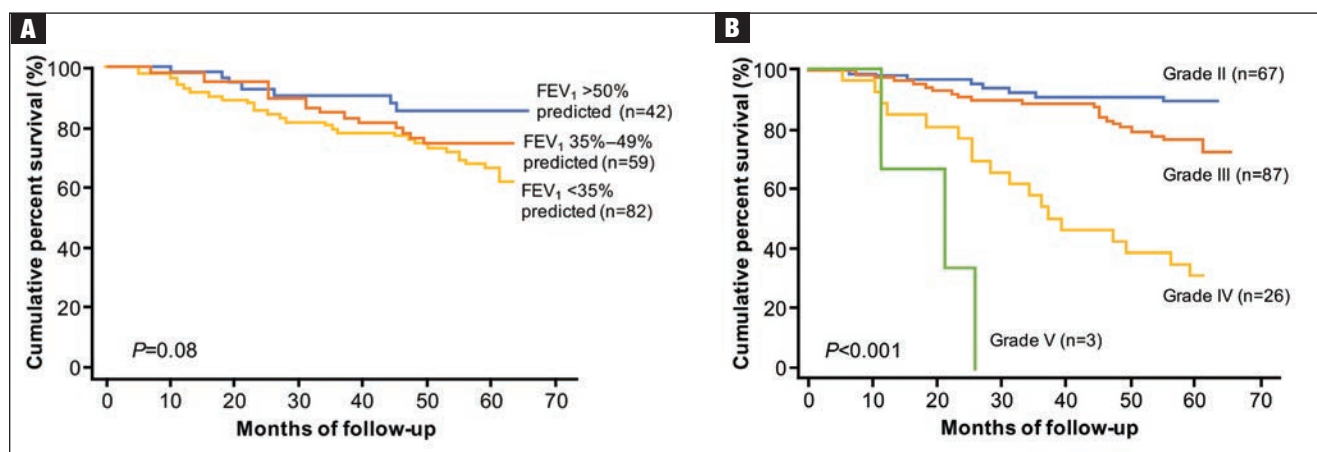 A
Cumulative percent survival (%)
100
80
60
40
20
0
FEV₁ >50%
predicted (n=42)
FEV₁ 35%–49%
predicted (n=59)
FEV₁ <35%
predicted (n=82)
P=0.08
0 10 20 30 40 50 60 70
Months of follow-up
B
Cumulative percent survival (%)
100
80
60
40
20
0
Grade II (n=67)
Grade III (n=87)
Grade IV (n=26)
Grade V (n=3)
P<0.001
0 10 20 30 40 50 60 70
Months of follow-up